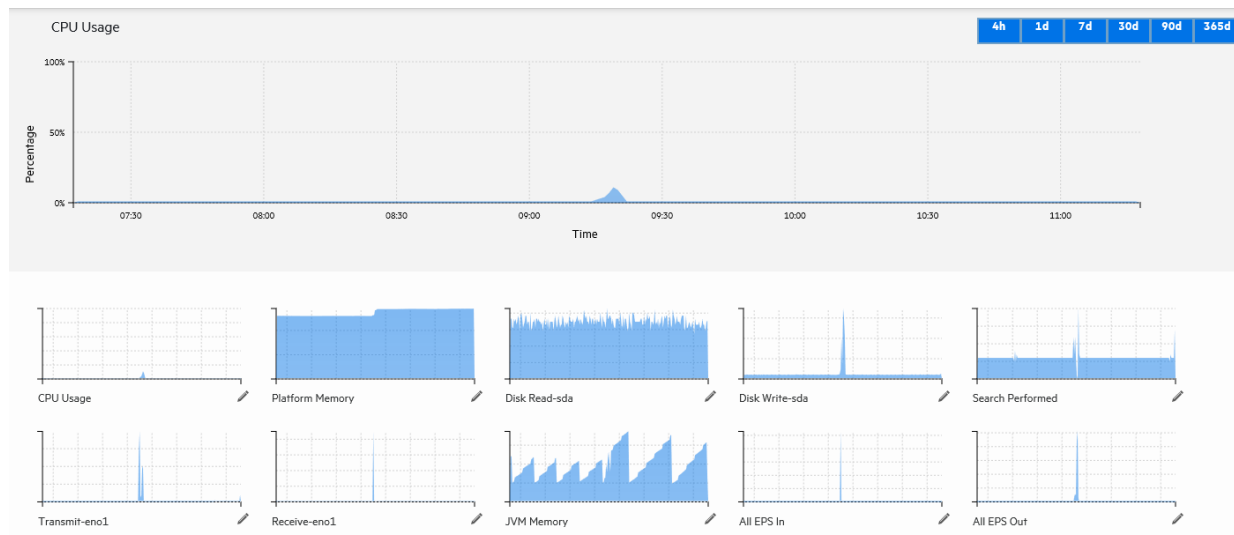 CPU Usage
4h 1d 7d 30d 90d 365d
100%
50%
0%
Percentage
07:30 08:00 08:30 09:00 09:30 10:00 10:30 11:00
Time
CPU Usage Platform Memory Disk Read-sda Disk Write-sda Search Performed
Transmit-eno1 Receive-eno1 JVM Memory All EPS In All EPS Out